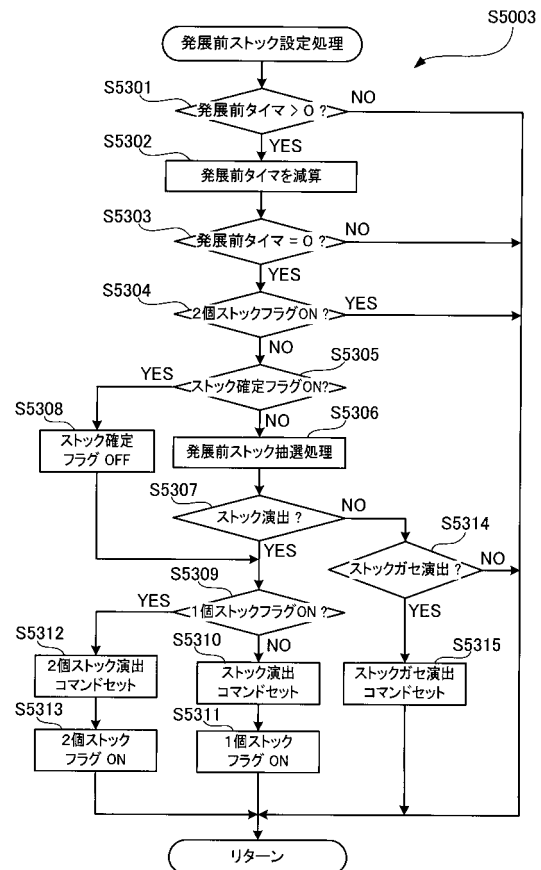 S5003
発展前ストック設定処理
S5301
発展前タイマ > 0 ?
NO
YES
S5302
発展前タイマを減算
S5303
発展前タイマ = 0 ?
NO
YES
S5304
2個ストックフラグON ?
YES
NO
S5305
ストック確定フラグON?
YES
NO
S5308
ストック確定
フラグ OFF
S5306
発展前ストック抽選処理
S5307
ストック演出 ?
NO
YES
S5314
ストックガセ演出 ?
NO
YES
S5309
1個ストックフラグON ?
YES
NO
S5312
2個ストック演出
コマンドセット
S5310
ストック演出
コマンドセット
S5315
ストックガセ演出
コマンドセット
S5313
2個ストック
フラグ ON
S5311
1個ストック
フラグ ON
リターン